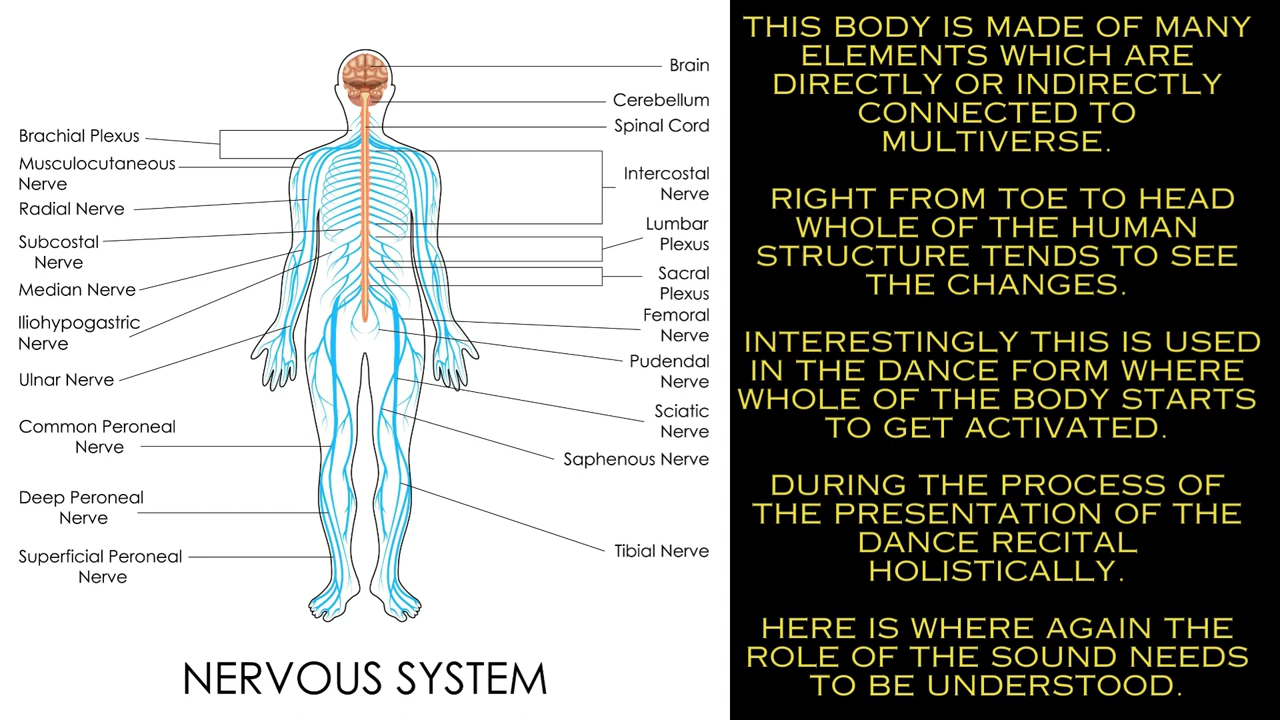 Brain
Cerebellum
Spinal Cord
Brachial Plexus
Musculocutaneous
Nerve
Radial Nerve
Subcostal
Nerve
Median Nerve
Iliohypogastric
Nerve
Ulnar Nerve
Common Peroneal
Nerve
Deep Peroneal
Nerve
Superficial Peroneal
Nerve
Intercostal
Nerve
Lumbar
Plexus
Sacral
Plexus
Femoral
Nerve
Pudendal
Nerve
Sciatic
Nerve
Saphenous Nerve
Tibial Nerve
NERVOUS SYSTEM
THIS BODY IS MADE OF MANY
ELEMENTS WHICH ARE
DIRECTLY OR INDIRECTLY
CONNECTED TO
MULTIVERSE.
RIGHT FROM TOE TO HEAD
WHOLE OF THE HUMAN
STRUCTURE TENDS TO SEE
THE CHANGES.
INTERESTINGLY THIS IS USED
IN THE DANCE FORM WHERE
WHOLE OF THE BODY STARTS
TO GET ACTIVATED.
DURING THE PROCESS OF
THE PRESENTATION OF THE
DANCE RECITAL
HOLISTICALLY.
HERE IS WHERE AGAIN THE
ROLE OF THE SOUND NEEDS
TO BE UNDERSTOOD.